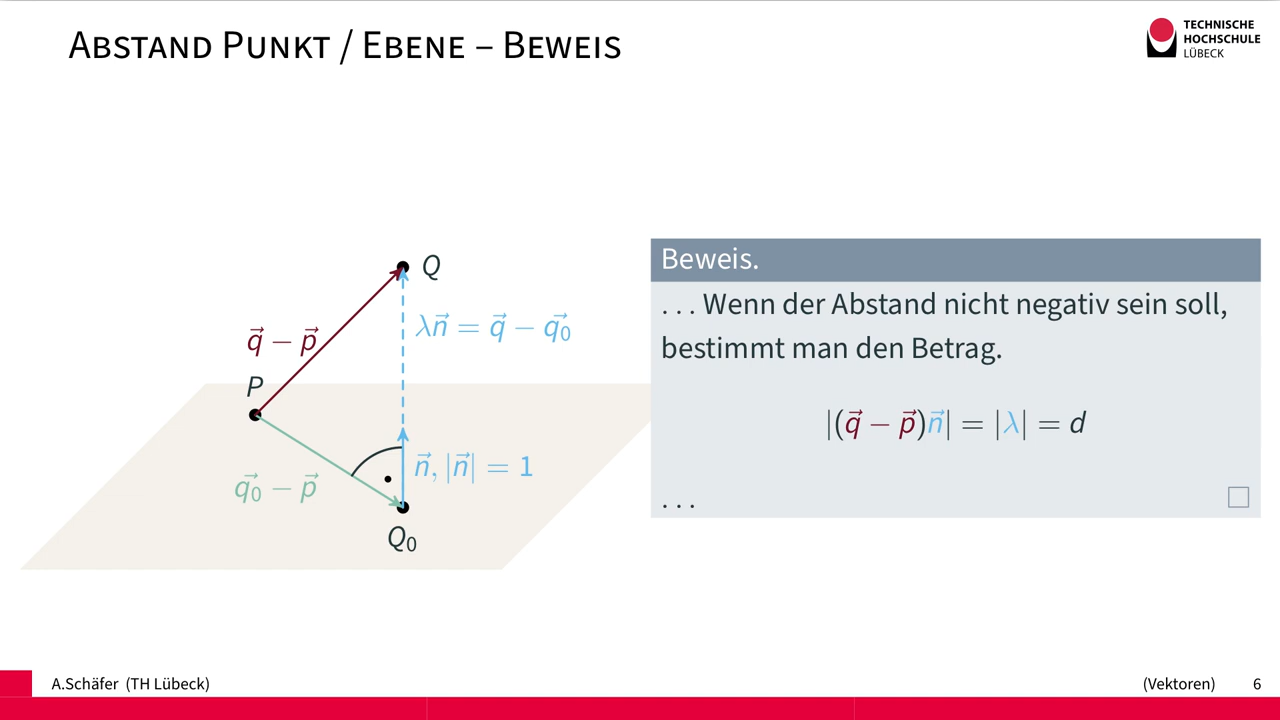 Abstand Punkt / Ebene – Beweis
TECHNISCHE
HOCHSCHULE
LÜBECK
Q
λn⃗ = q⃗ − q⃗₀
q⃗ − p⃗
P
n⃗, |n⃗| = 1
q⃗₀ − p⃗
Q₀
Beweis.
. . . Wenn der Abstand nicht negativ sein soll,
bestimmt man den Betrag.
|(q⃗ − p⃗)n⃗| = |λ| = d
. . . □
A.Schäfer (TH Lübeck)
(Vektoren) 6